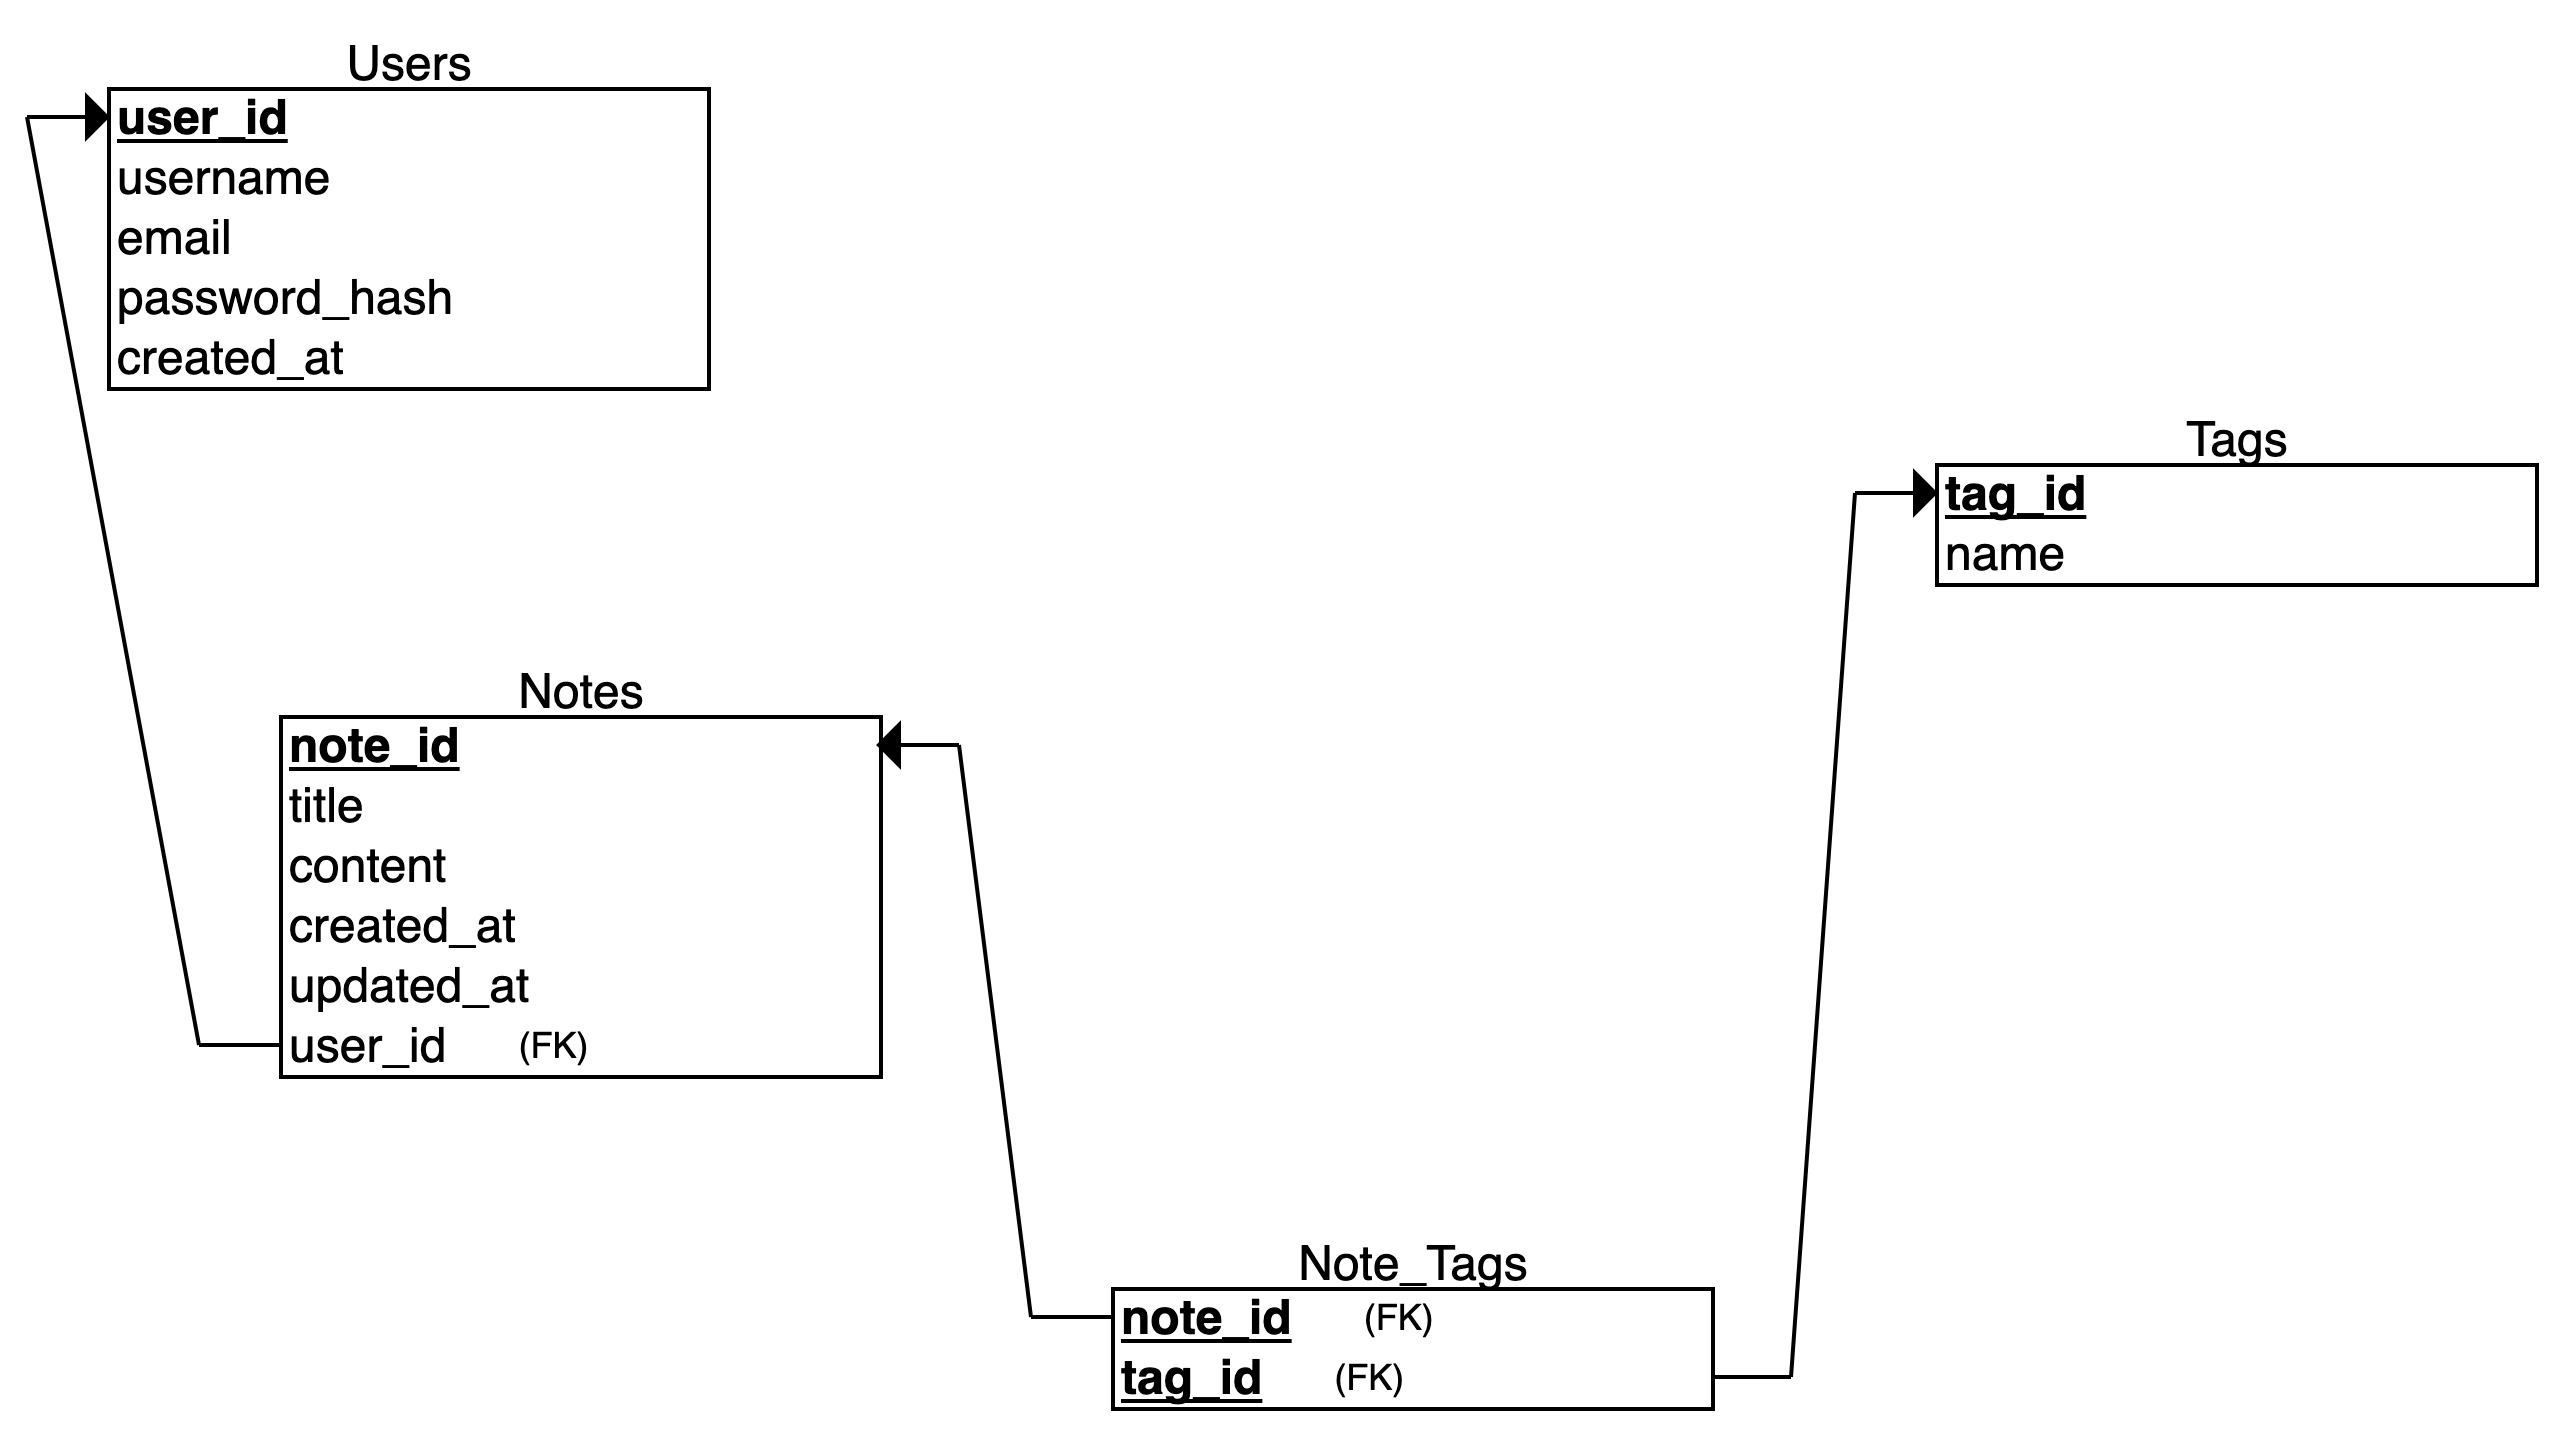 Users
user_id
username
email
password_hash
created_at
Tags
tag_id
name
Notes
note_id
title
content
created_at
updated_at
user_id (FK)
Note_Tags
note_id (FK)
tag_id (FK)